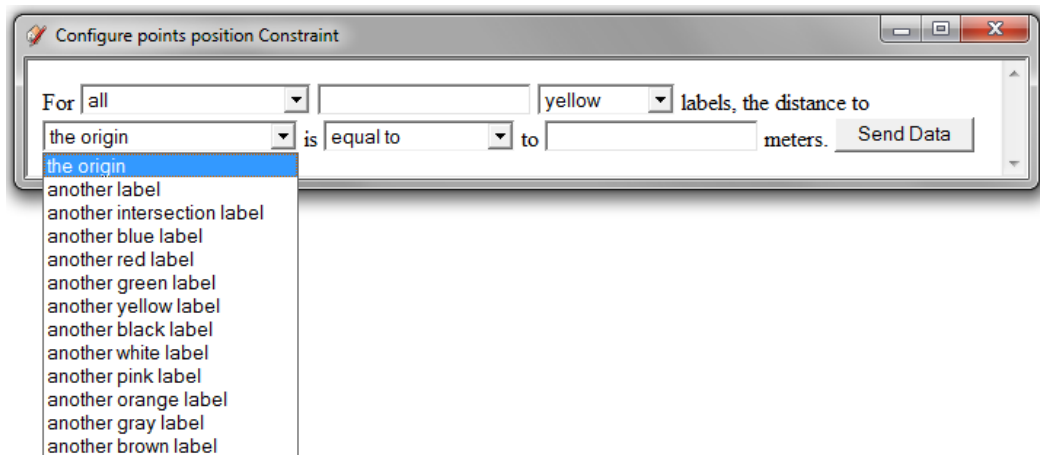 Configure points position Constraint
For all yellow labels, the distance to
the origin is equal to to meters. Send Data
the origin
another label
another intersection label
another blue label
another red label
another green label
another yellow label
another black label
another white label
another pink label
another orange label
another gray label
another brown label